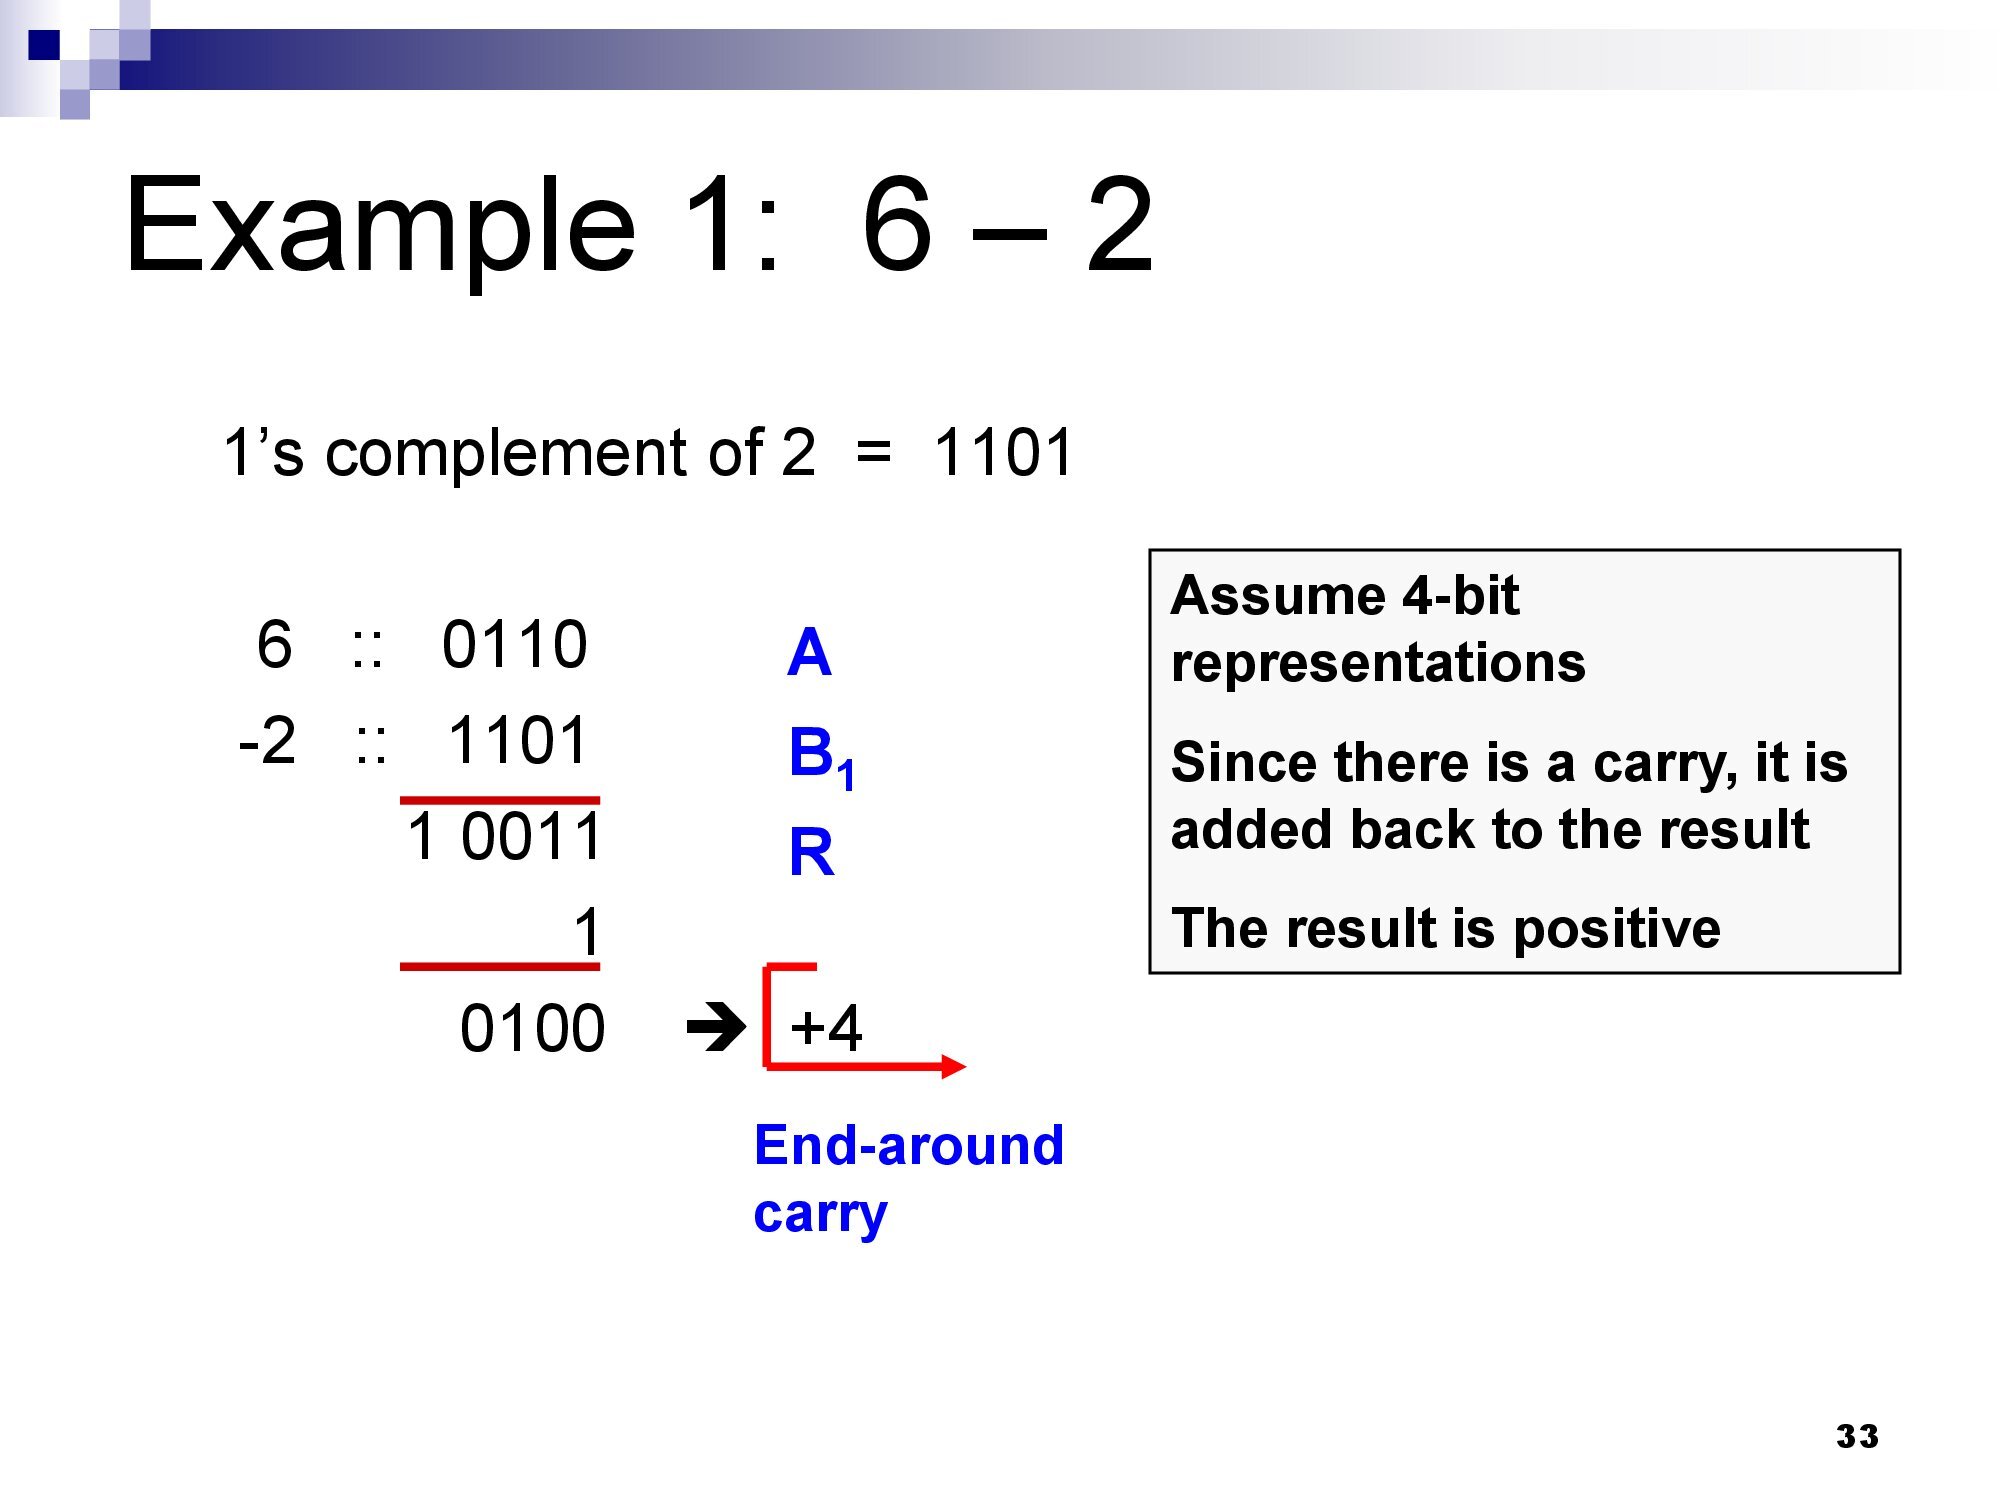 Example 1: 6 – 2
1’s complement of 2 = 1101
6 :: 0110 A
-2 :: 1101 B1
1 0011 R
1
0100 ➔ +4
End-around
carry
Assume 4-bit
representations
Since there is a carry, it is
added back to the result
The result is positive
33